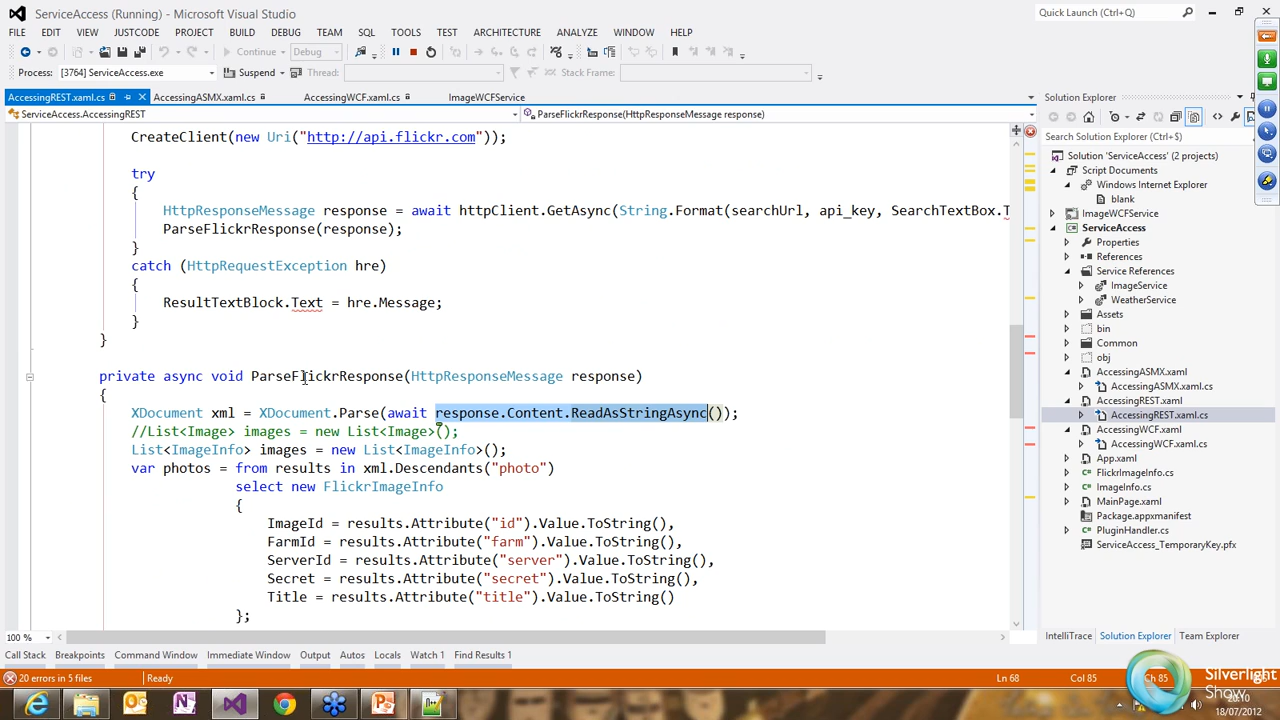 ServiceAccess (Running) - Microsoft Visual Studio
Quick Launch (Ctrl+Q)
FILE EDIT VIEW JUSTCODE PROJECT BUILD DEBUG TEAM SQL TOOLS TEST ARCHITECTURE ANALYZE WINDOW HELP
Continue Debug
Process: [3764] ServiceAccess.exe Suspend Thread: Stack Frame:
AccessingREST.xaml.cs AccessingASMX.xaml.cs AccessingWCF.xaml.cs ImageWCFService
ServiceAccess.AccessingREST ParseFlickrResponse(HttpResponseMessage response)
CreateClient(new Uri("http://api.flickr.com"));
try
{
HttpResponseMessage response = await httpClient.GetAsync(String.Format(searchUrl, api_key, SearchTextBox.T
ParseFlickrResponse(response);
}
catch (HttpRequestException hre)
{
ResultTextBlock.Text = hre.Message;
}
}
private async void ParseFlickrResponse(HttpResponseMessage response)
{
XDocument xml = XDocument.Parse(await response.Content.ReadAsStringAsync());
//List<Image> images = new List<Image>();
List<ImageInfo> images = new List<ImageInfo>();
var photos = from results in xml.Descendants("photo")
select new FlickrImageInfo
{
ImageId = results.Attribute("id").Value.ToString(),
FarmId = results.Attribute("farm").Value.ToString(),
ServerId = results.Attribute("server").Value.ToString(),
Secret = results.Attribute("secret").Value.ToString(),
Title = results.Attribute("title").Value.ToString()
};
100 %
Solution Explorer
Search Solution Explorer (Ctrl+$)
Solution 'ServiceAccess' (2 projects)
Script Documents
Windows Internet Explorer
blank
ImageWCFService
ServiceAccess
Properties
References
Service References
ImageService
WeatherService
Assets
bin
Common
obj
AccessingASMX.xaml
AccessingASMX.xaml.cs
AccessingREST.xaml
AccessingREST.xaml.cs
AccessingWCF.xaml
AccessingWCF.xaml.cs
App.xaml
FlickrImageInfo.cs
ImageInfo.cs
MainPage.xaml
Package.appxmanifest
PluginHandler.cs
ServiceAccess_TemporaryKey.pfx
IntelliTrace Solution Explorer Team Explorer
Call Stack Breakpoints Command Window Immediate Window Output Autos Locals Watch 1 Find Results 1
20 errors in 5 files Ready Ln 68 Col 85 Ch 85
Silverlight
Show
20:10
18/07/2012